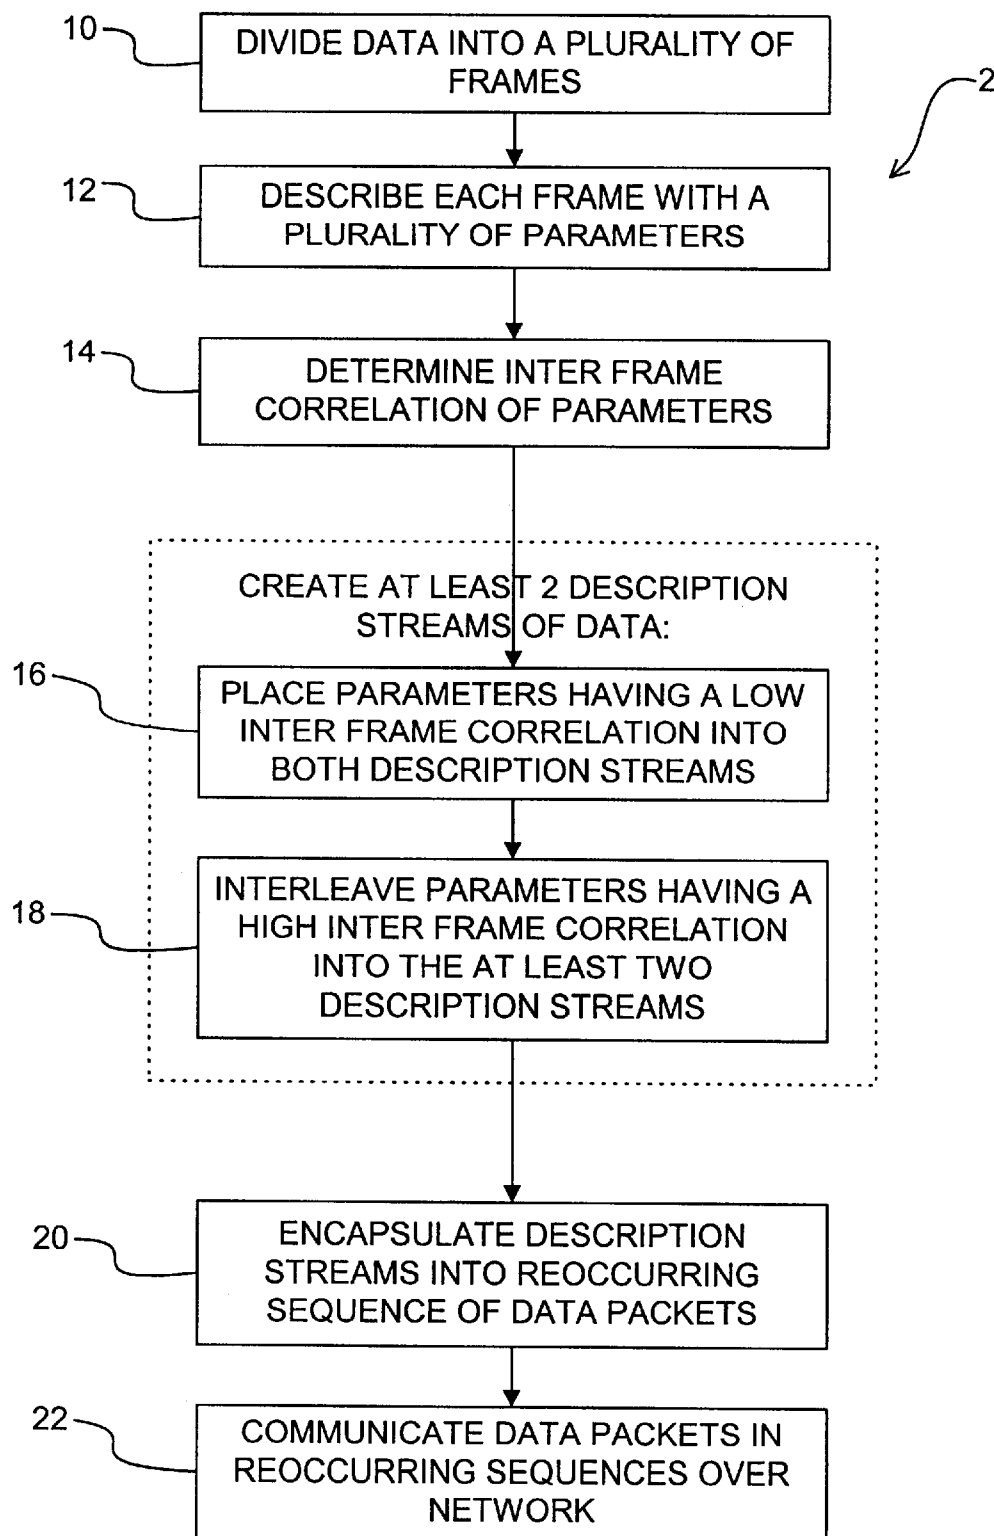 10
DIVIDE DATA INTO A PLURALITY OF
FRAMES
2
12
DESCRIBE EACH FRAME WITH A
PLURALITY OF PARAMETERS
14
DETERMINE INTER FRAME
CORRELATION OF PARAMETERS
CREATE AT LEAST 2 DESCRIPTION
STREAMS OF DATA:
16
PLACE PARAMETERS HAVING A LOW
INTER FRAME CORRELATION INTO
BOTH DESCRIPTION STREAMS
18
INTERLEAVE PARAMETERS HAVING A
HIGH INTER FRAME CORRELATION
INTO THE AT LEAST TWO
DESCRIPTION STREAMS
20
ENCAPSULATE DESCRIPTION
STREAMS INTO REOCCURRING
SEQUENCE OF DATA PACKETS
22
COMMUNICATE DATA PACKETS IN
REOCCURRING SEQUENCES OVER
NETWORK